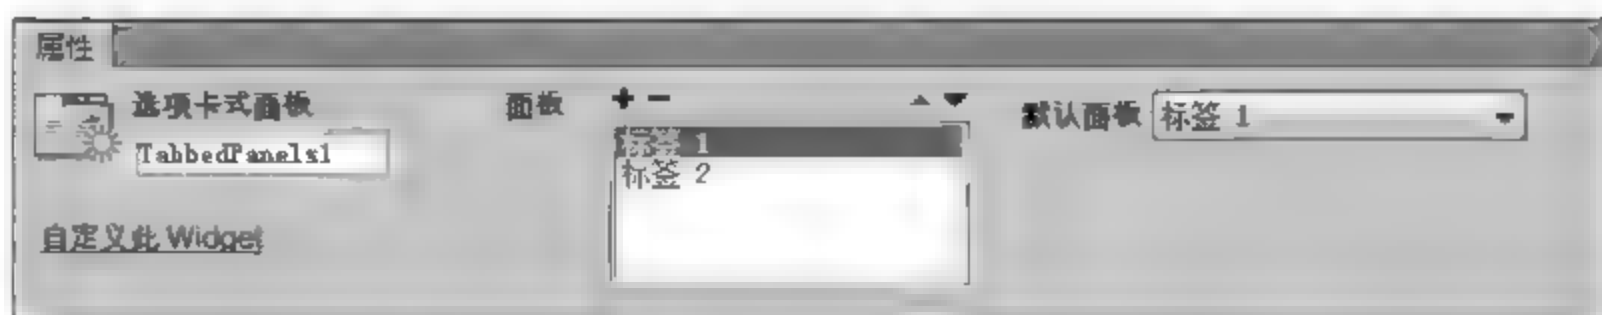 属性
选项卡式面板
TabbedPanels1
自定义此 Widget
面板
标签 1
标签 2
默认面板 标签 1